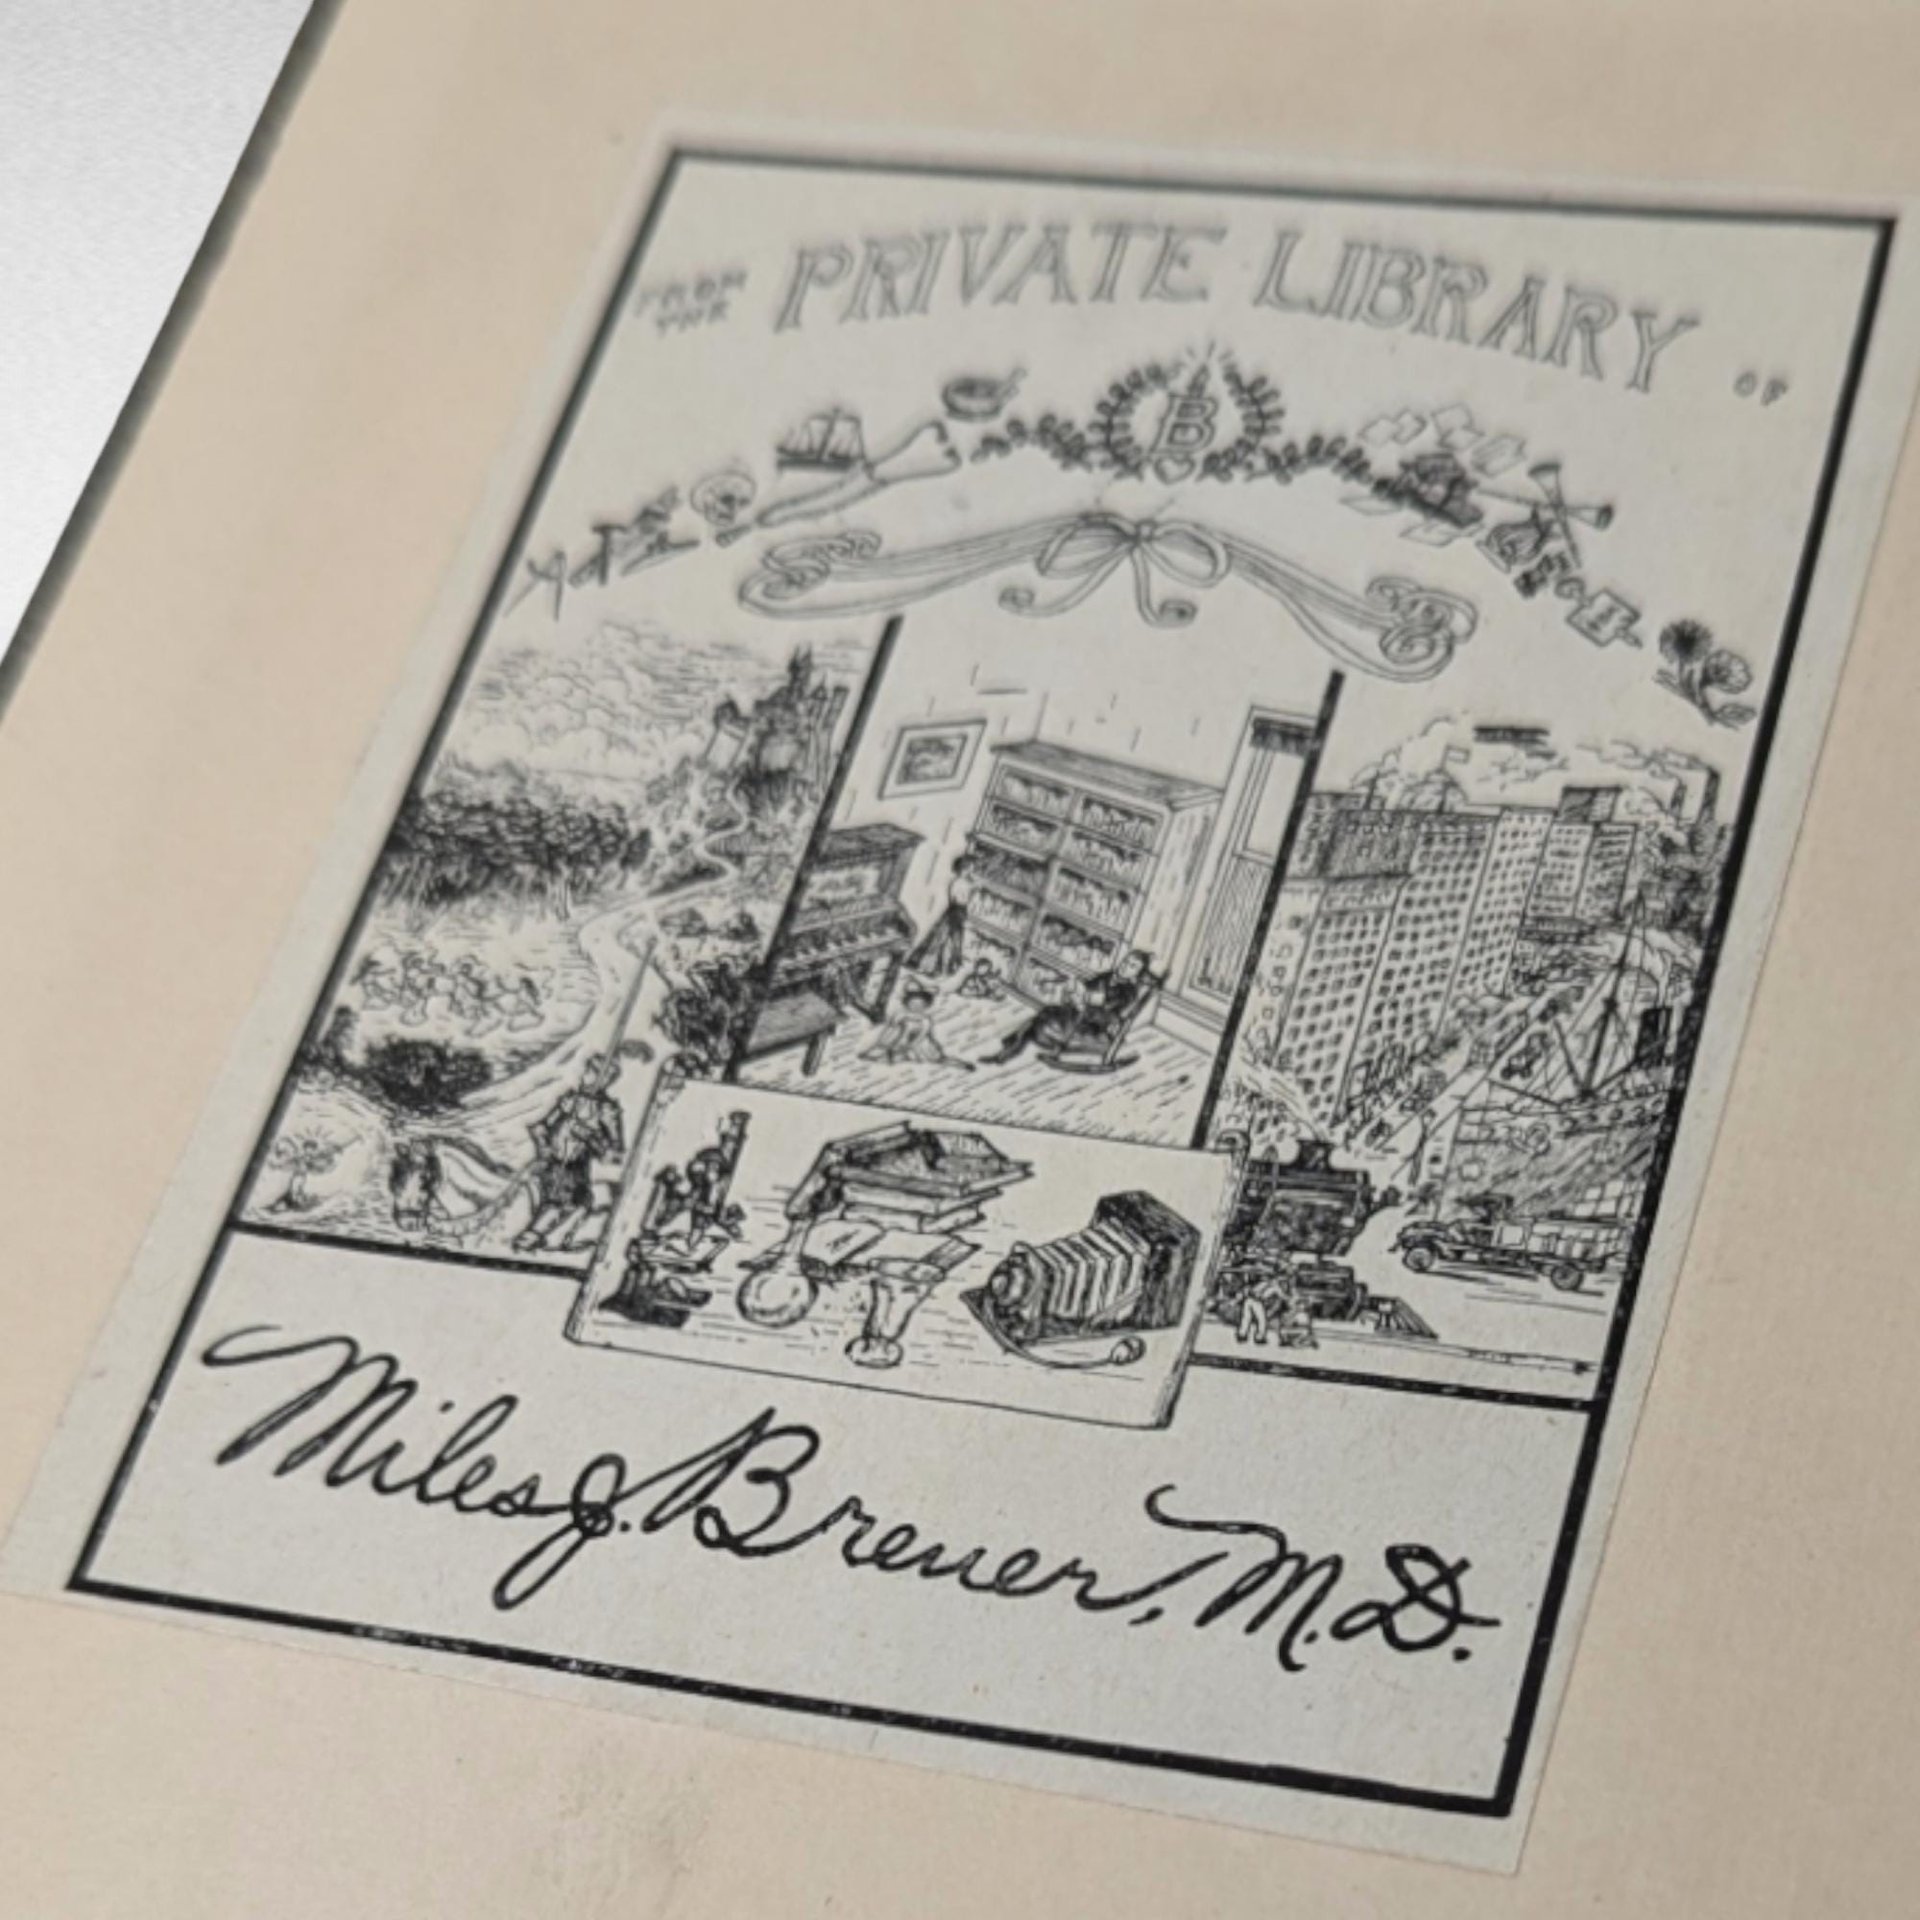 FROM THE PRIVATE LIBRARY OF
B
Miles J. Breuer, M.D.